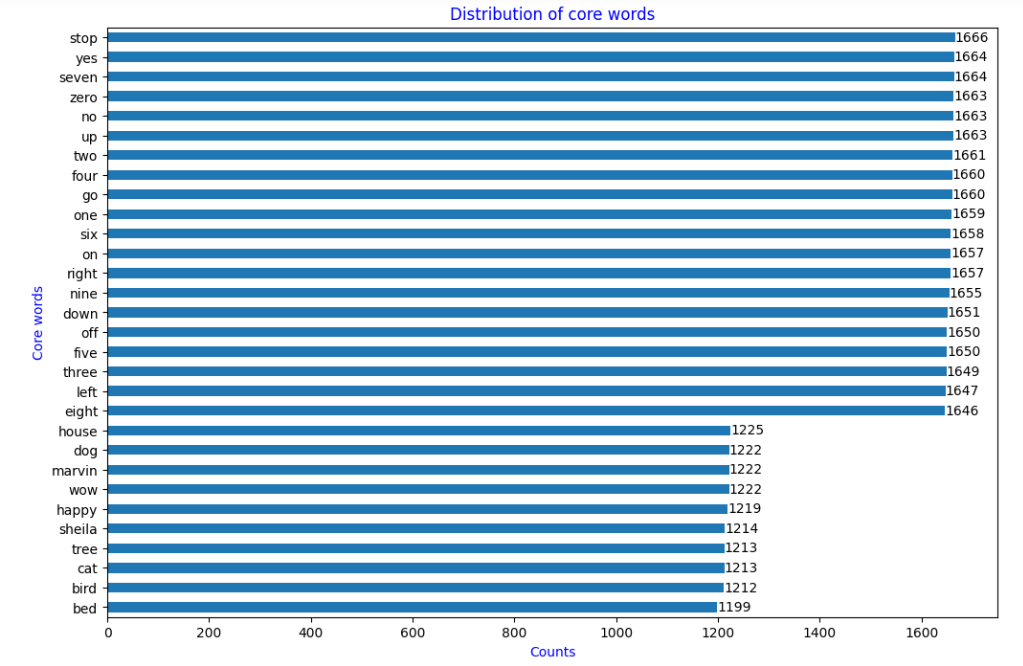 Distribution of core words
stop 1666
yes 1664
seven 1664
zero 1663
no 1663
up 1663
two 1661
four 1660
go 1660
one 1659
six 1658
on 1657
right 1657
nine 1655
down 1651
off 1650
five 1650
three 1649
left 1647
eight 1646
house 1225
dog 1222
marvin 1222
wow 1222
happy 1219
sheila 1214
tree 1213
cat 1213
bird 1212
bed 1199
Core words
0 200 400 600 800 1000 1200 1400 1600
Counts